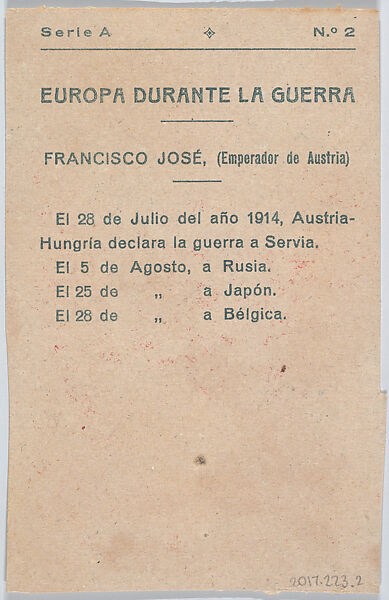 Serie A N.º 2
EUROPA DURANTE LA GUERRA
FRANCISCO JOSÉ, (Emperador de Austria)
El 28 de Julio del año 1914, Austria-
Hungría declara la guerra a Servia.
El 5 de Agosto, a Rusia.
El 25 de „ a Japón.
El 28 de „ a Bélgica.
2017.223.2